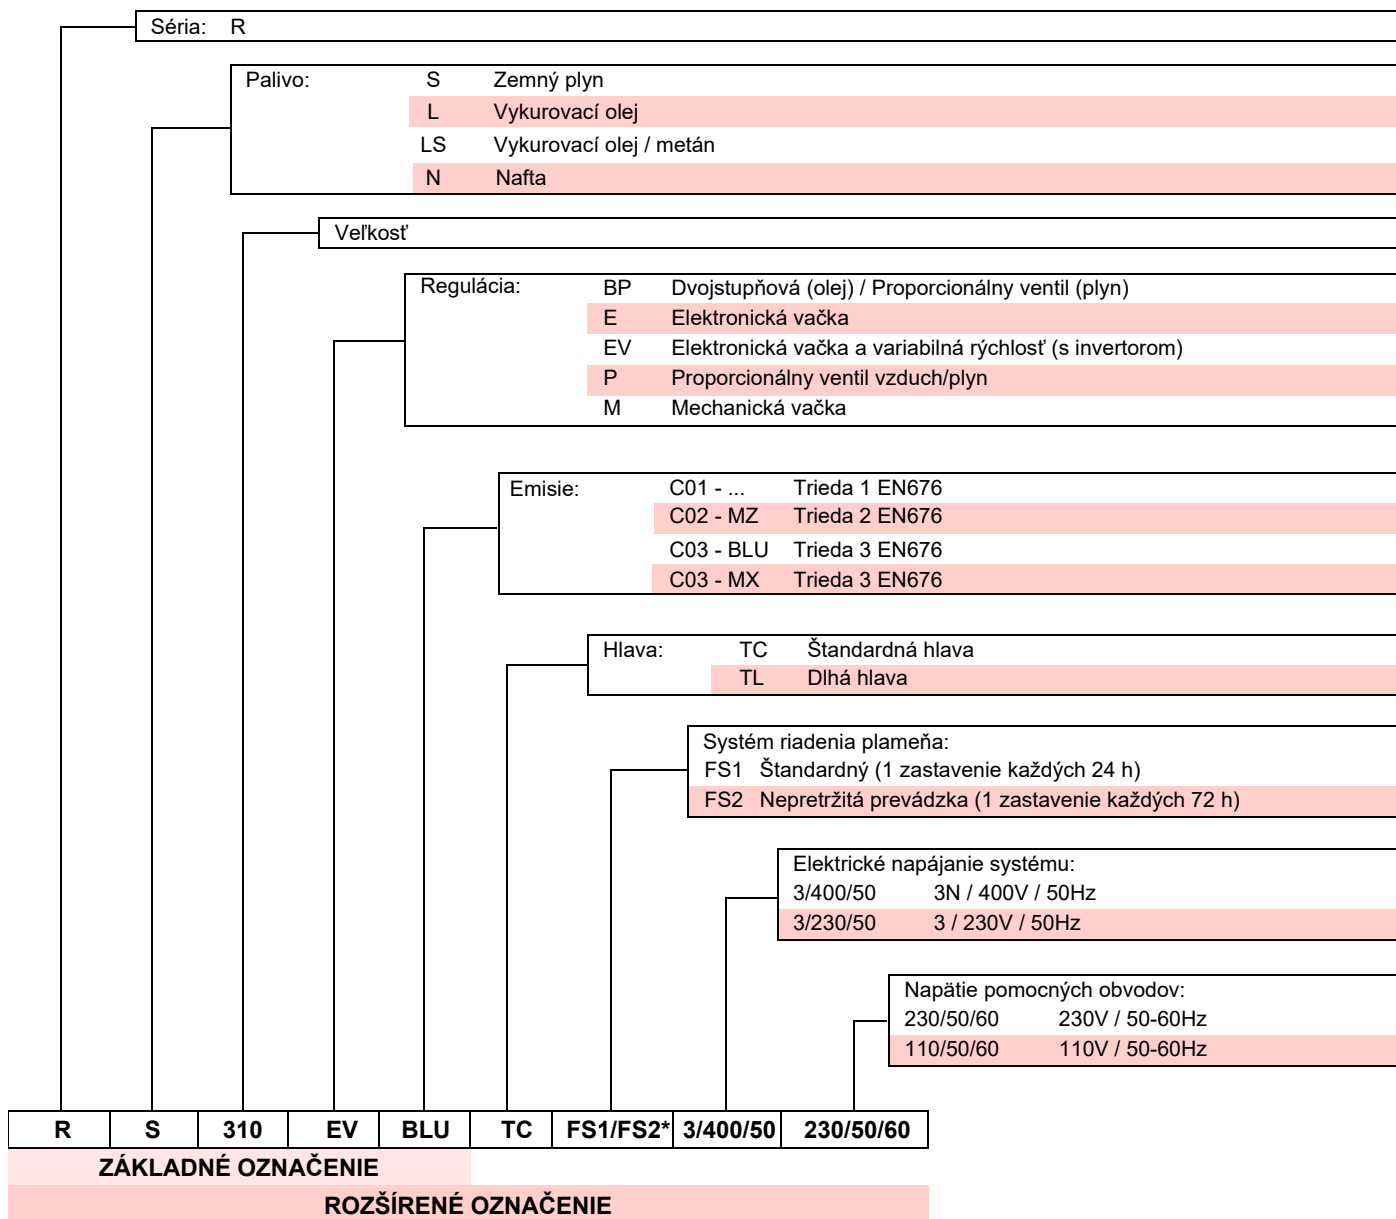 Séria: R
Palivo: S Zemný plyn
L Vykurovací olej
LS Vykurovací olej / metán
N Nafta
Veľkosť
Regulácia: BP Dvojstupňová (olej) / Proporcionálny ventil (plyn)
E Elektronická vačka
EV Elektronická vačka a variabilná rýchlosť (s invertorom)
P Proporcionálny ventil vzduch/plyn
M Mechanická vačka
Emisie: C01 - ... Trieda 1 EN676
C02 - MZ Trieda 2 EN676
C03 - BLU Trieda 3 EN676
C03 - MX Trieda 3 EN676
Hlava: TC Štandardná hlava
TL Dlhá hlava
Systém riadenia plameňa:
FS1 Štandardný (1 zastavenie každých 24 h)
FS2 Nepretržitá prevádzka (1 zastavenie každých 72 h)
Elektrické napájanie systému:
3/400/50 3N / 400V / 50Hz
3/230/50 3 / 230V / 50Hz
Napätie pomocných obvodov:
230/50/60 230V / 50-60Hz
110/50/60 110V / 50-60Hz
R S 310 EV BLU TC FS1/FS2* 3/400/50 230/50/60
ZÁKLADNÉ OZNAČENIE
ROZŠÍRENÉ OZNAČENIE